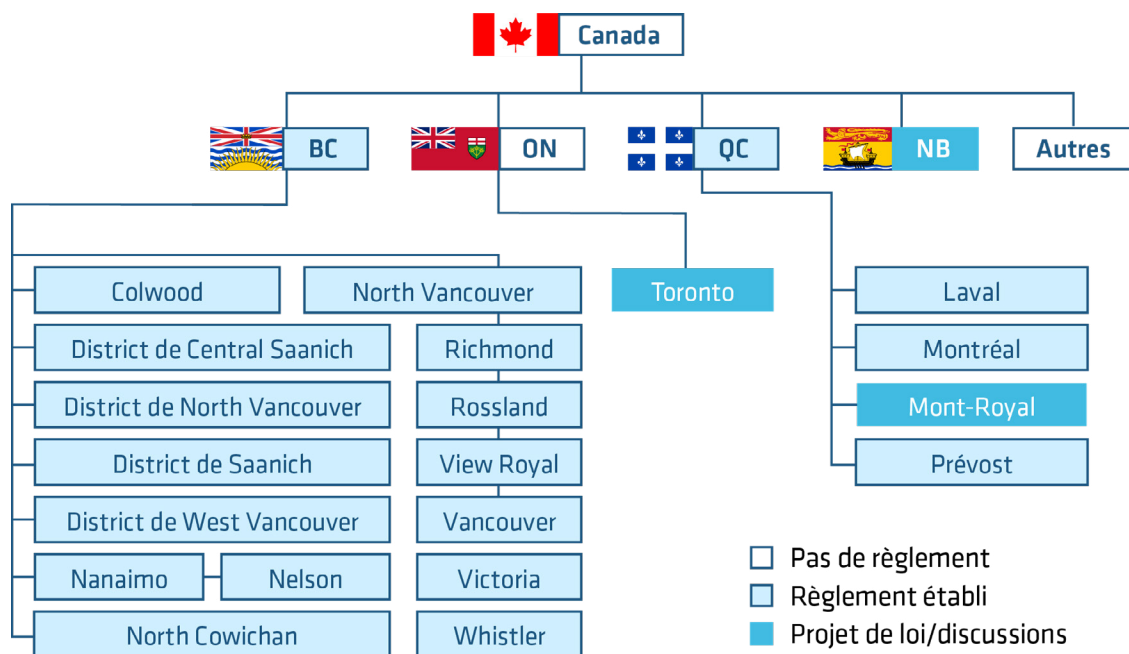 Canada
BC
ON
QC
NB
Autres
Colwood
North Vancouver
Toronto
Laval
District de Central Saanich
Richmond
Montréal
District de North Vancouver
Rossland
Mont-Royal
District de Saanich
View Royal
Prévost
District de West Vancouver
Vancouver
Nanaimo
Nelson
Victoria
North Cowichan
Whistler
Pas de règlement
Règlement établi
Projet de loi/discussions